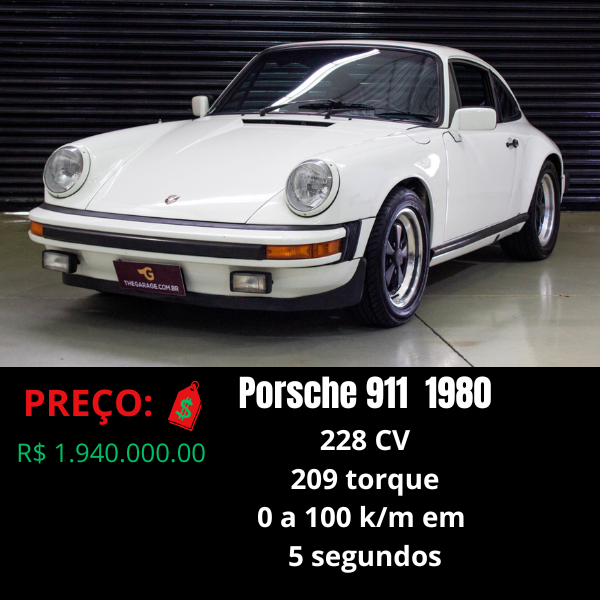 THEGARAGE.COM.BR
PREÇO:
$
R$ 1.940.000.00
Porsche 911 1980
228 CV
209 torque
0 a 100 k/m em
5 segundos